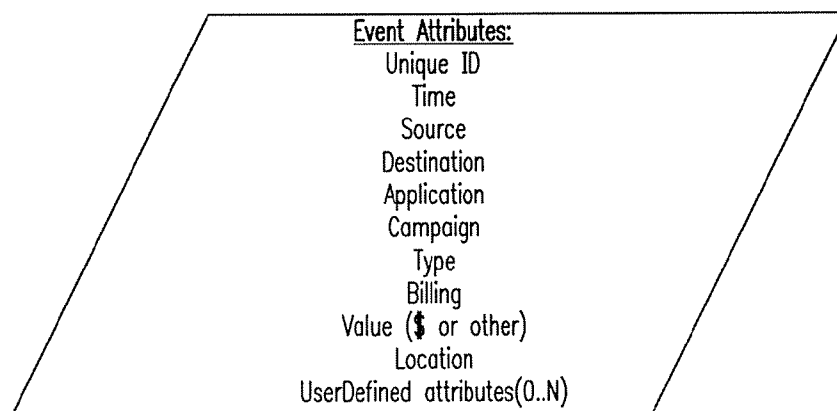 Event Attributes:
Unique ID
Time
Source
Destination
Application
Campaign
Type
Billing
Value ($ or other)
Location
UserDefined attributes(0..N)